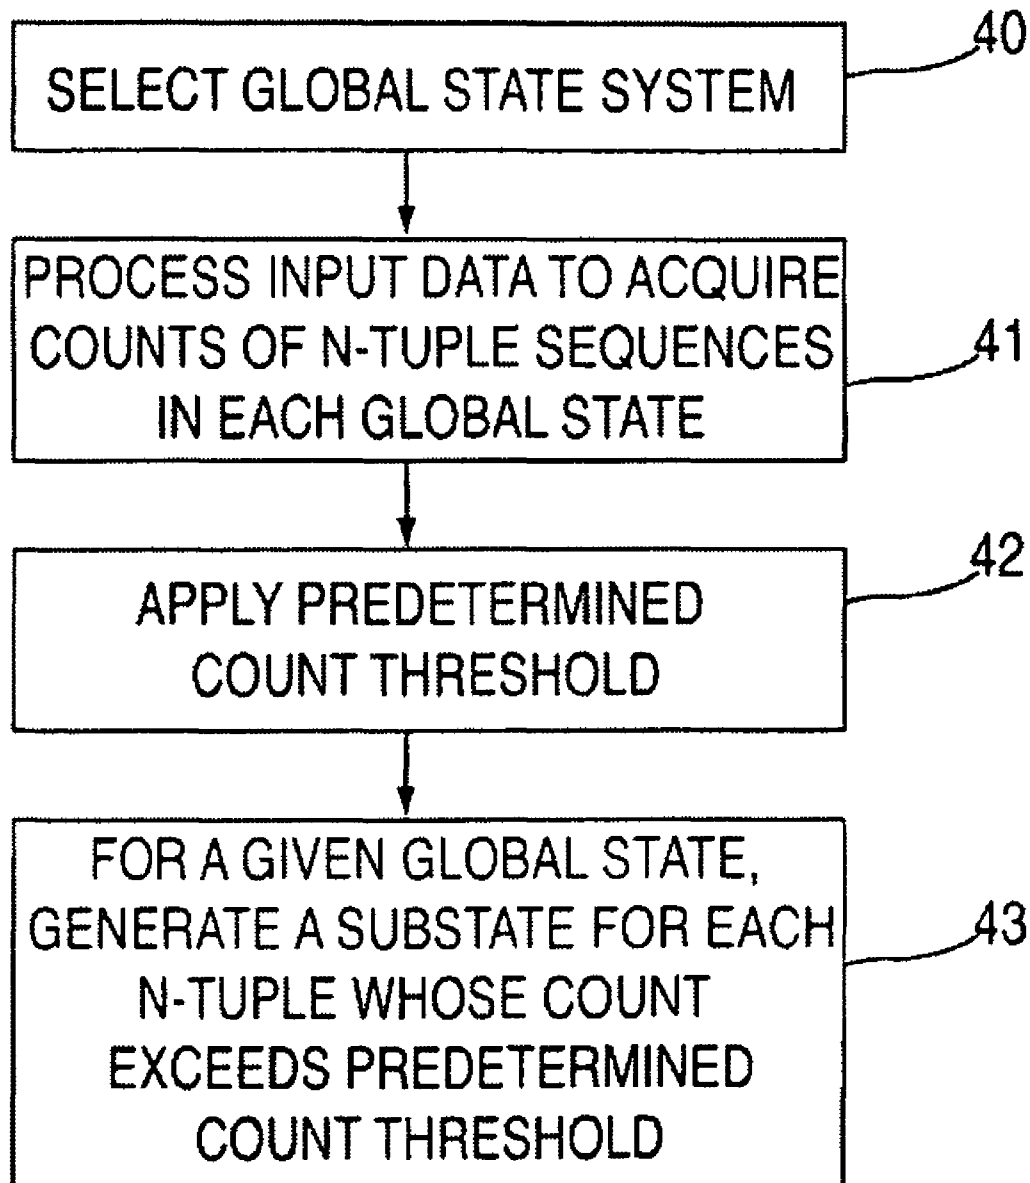 40
SELECT GLOBAL STATE SYSTEM
PROCESS INPUT DATA TO ACQUIRE
COUNTS OF N-TUPLE SEQUENCES
IN EACH GLOBAL STATE
41
42
APPLY PREDETERMINED
COUNT THRESHOLD
FOR A GIVEN GLOBAL STATE,
GENERATE A SUBSTATE FOR EACH
N-TUPLE WHOSE COUNT
EXCEEDS PREDETERMINED
COUNT THRESHOLD
43